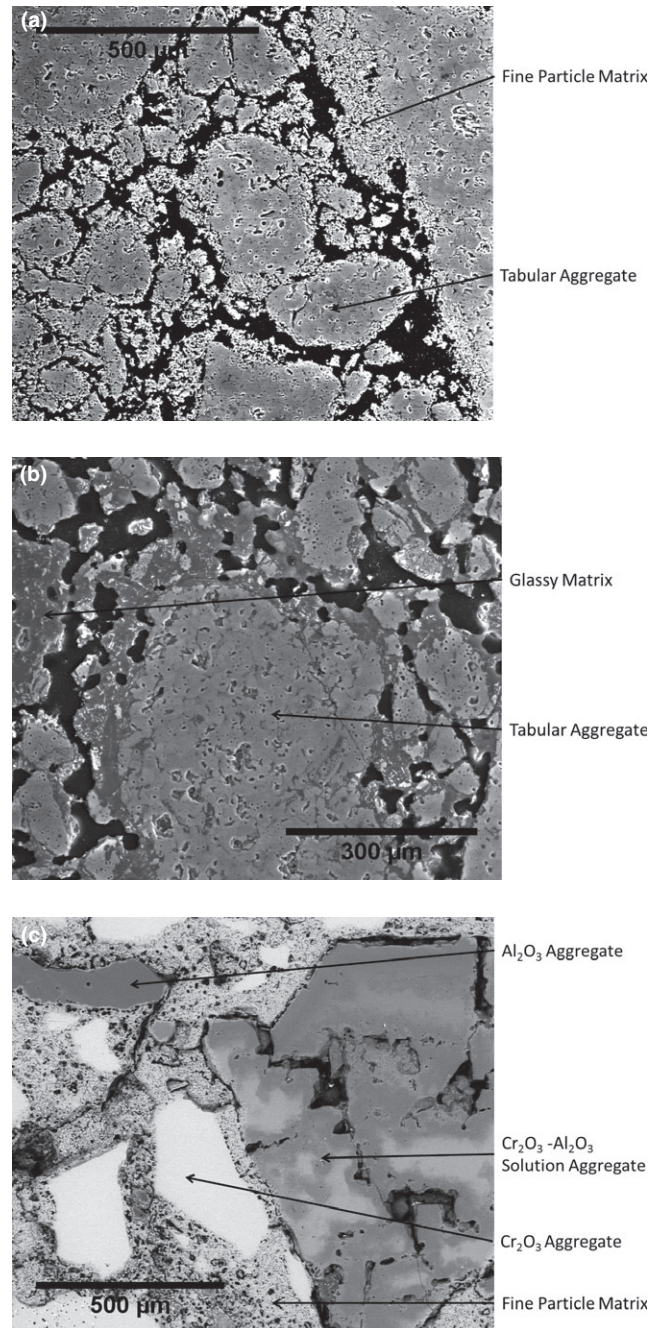 (a)
500 μm
Fine Particle Matrix
Tabular Aggregate
(b)
Glassy Matrix
Tabular Aggregate
300 μm
(c)
Al₂O₃ Aggregate
Cr₂O₃ -Al₂O₃
Solution Aggregate
Cr₂O₃ Aggregate
500 μm
Fine Particle Matrix